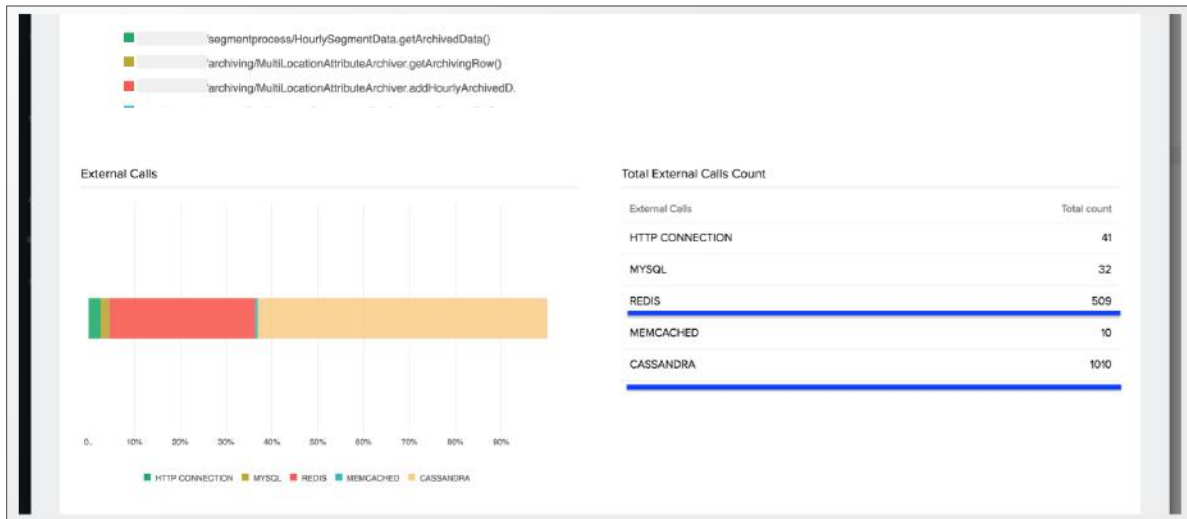 /segmentprocess/HourlySegmentData.getArchivedData()
/archiving/MultiLocationAttributeArchiver.getArchivingRow()
/archiving/MultiLocationAttributeArchiver.addHourlyArchivedD.
External Calls
0.. 10% 20% 30% 40% 50% 60% 70% 80% 90%
HTTP CONNECTION MYSQL REDIS MEMCACHED CASSANDRA
Total External Calls Count
External Calls Total count
HTTP CONNECTION 41
MYSQL 32
REDIS 509
MEMCACHED 10
CASSANDRA 1010